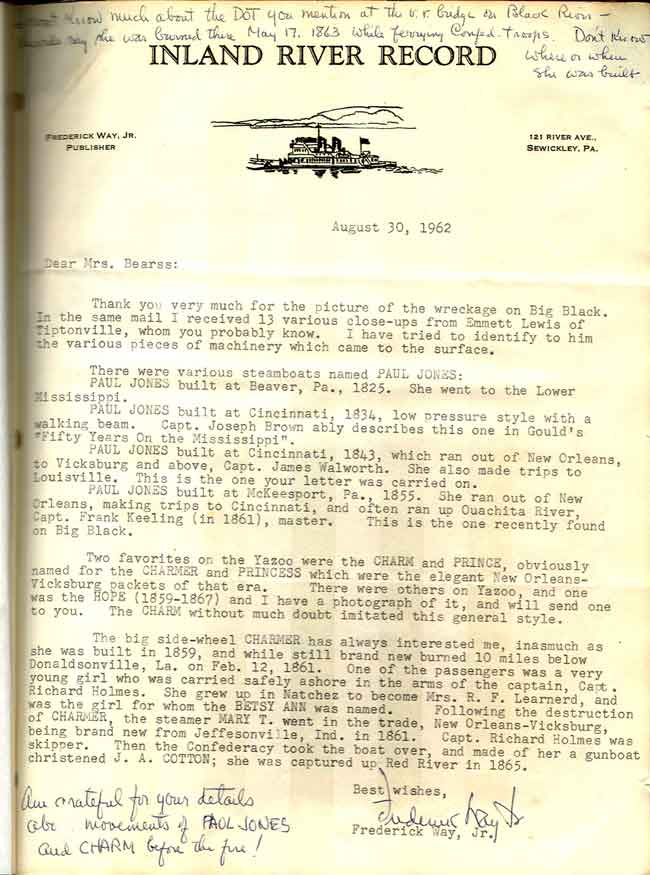 know much about the DOT you mention at the r.r. bridge on Black River –
say she was burned there May 17, 1863 while ferrying Confed. troops. Don't know
where or when
she was built
INLAND RIVER RECORD
FREDERICK WAY, JR.
PUBLISHER
121 RIVER AVE.,
SEWICKLEY, PA.
August 30, 1962
Dear Mrs. Bearss:
Thank you very much for the picture of the wreckage on Big Black.
In the same mail I received 13 various close-ups from Emmett Lewis of
Tiptonville, whom you probably know. I have tried to identify to him
the various pieces of machinery which came to the surface.
There were various steamboats named PAUL JONES:
PAUL JONES built at Beaver, Pa., 1825. She went to the Lower
Mississippi.
PAUL JONES built at Cincinnati, 1834, low pressure style with a
walking beam. Capt. Joseph Brown ably describes this one in Gould's
"Fifty Years On the Mississippi".
PAUL JONES built at Cincinnati, 1843, which ran out of New Orleans,
to Vicksburg and above, Capt. James Walworth. She also made trips to
Louisville. This is the one your letter was carried on.
PAUL JONES built at McKeesport, Pa., 1855. She ran out of New
Orleans, making trips to Cincinnati, and often ran up Ouachita River,
Capt. Frank Keeling (in 1861), master. This is the one recently found
on Big Black.
Two favorites on the Yazoo were the CHARM and PRINCE, obviously
named for the CHARMER and PRINCESS which were the elegant New Orleans-
Vicksburg packets of that era. There were others on Yazoo, and one
was the HOPE (1859-1867) and I have a photograph of it, and will send one
to you. The CHARM without much doubt imitated this general style.
The big side-wheel CHARMER has always interested me, inasmuch as
she was built in 1859, and while still brand new burned 10 miles below
Donaldsonville, La. on Feb. 12, 1861. One of the passengers was a very
young girl who was carried safely ashore in the arms of the captain, Capt.
Richard Holmes. She grew up in Natchez to become Mrs. R. F. Learnerd, and
was the girl for whom the BETSY ANN was named. Following the destruction
of CHARMER, the steamer MARY T. went in the trade, New Orleans-Vicksburg,
being brand new from Jeffesonville, Ind. in 1861. Capt. Richard Holmes was
skipper. Then the Confederacy took the boat over, and made of her a gunboat
christened J. A. COTTON; she was captured up Red River in 1865.
Best wishes,
Frederick Way Jr
Frederick Way, Jr.
Am grateful for your details
abt. movements of PAUL JONES
and CHARM before the fire!